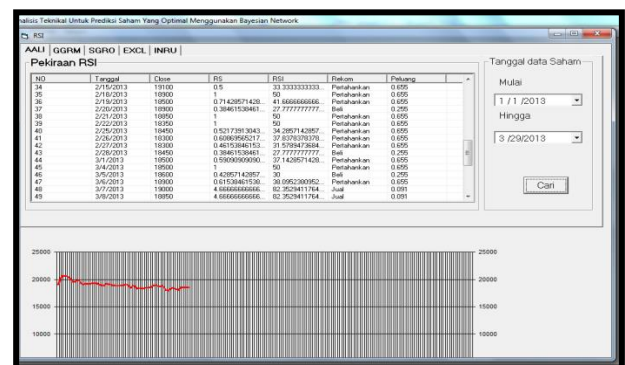 nalisis Teknikal Untuk Prediksi Saham Yang Optimal Menggunakan Bayesian Network
RSI
AALI GGRM SGRO EXCL INRU
Pekiraan RSI
NO Tanggal Close RS RSI Rekom Peluang
34 2/15/2013 19100 0.5 33.3333333333... Pertahankan 0.655
35 2/18/2013 18900 1 50 Pertahankan 0.655
36 2/19/2013 18500 0.71428571428... 41.6666666666... Pertahankan 0.655
37 2/20/2013 18900 0.38461538461... 27.7777777777... Beli 0.255
38 2/21/2013 18850 1 50 Pertahankan 0.655
39 2/22/2013 18350 1 50 Pertahankan 0.655
40 2/25/2013 18450 0.52173913043... 34.2857142857... Pertahankan 0.655
41 2/26/2013 18300 0.60869565217... 37.8378378378... Pertahankan 0.655
42 2/27/2013 18300 0.46153846153... 31.5789473684... Pertahankan 0.655
43 2/28/2013 18450 0.38461538461... 27.7777777777... Beli 0.255
44 3/1/2013 18500 0.59090909090... 37.1428571428... Pertahankan 0.655
45 3/4/2013 18500 1 50 Pertahankan 0.655
46 3/5/2013 18600 0.42857142857... 30 Beli 0.255
47 3/6/2013 18900 0.61538461538... 38.0952380952... Pertahankan 0.655
48 3/7/2013 19000 4.66666666666... 82.3529411764... Jual 0.091
49 3/8/2013 18850 4.66666666666... 82.3529411764... Jual 0.091
Tanggal data Saham
Mulai
1 /1 /2013
Hingga
3 /29/2013
Cari
25000 25000
20000 20000
15000 15000
10000 10000